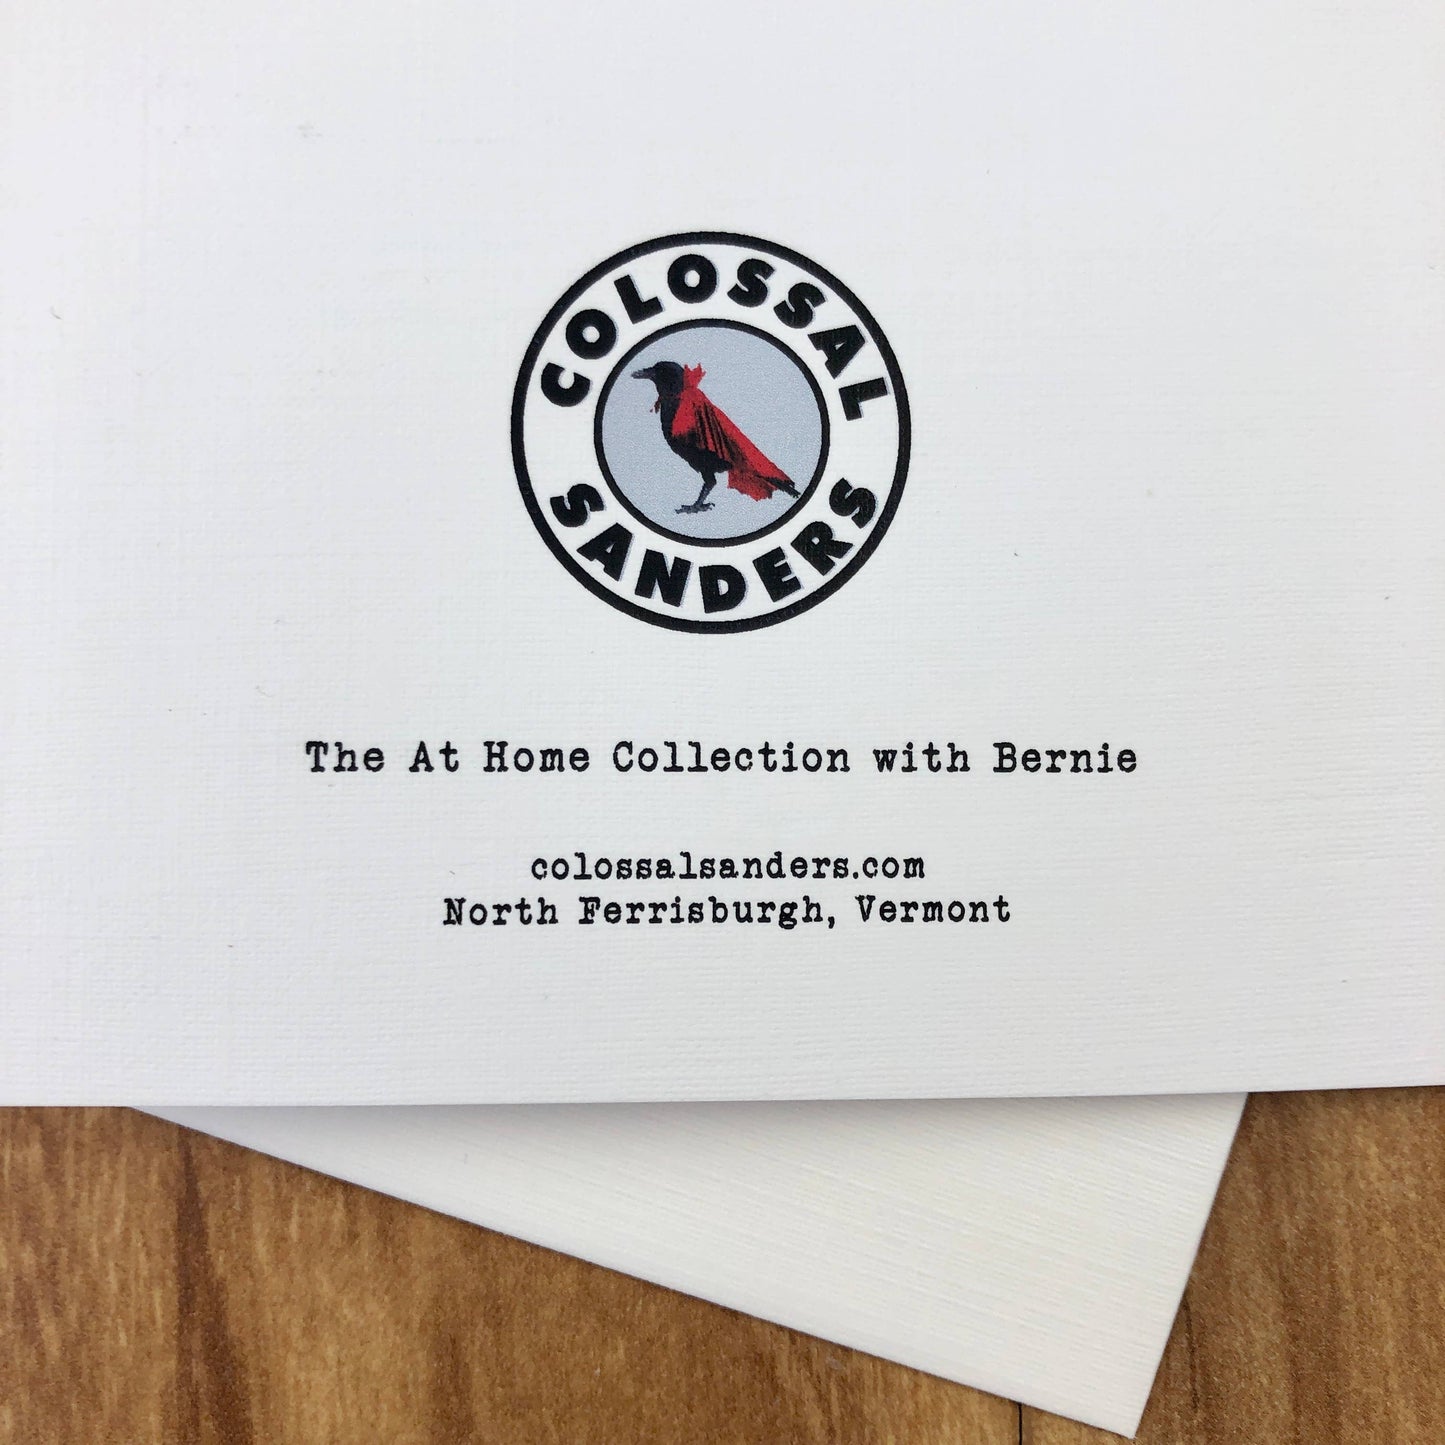 COLOSSAL
SANDERS
The At Home Collection with Bernie
colossalsanders.com
North Ferrisburgh, Vermont